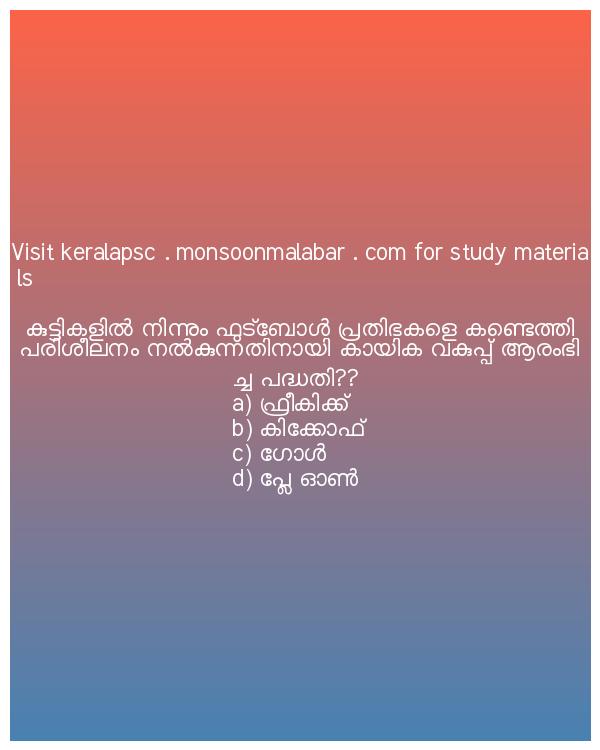 Visit keralapsc . monsoonmalabar . com for study materia
ls
കുട്ടികളിൽ നിന്നും ഫുട്ബോൾ പ്രതിഭകളെ കണ്ടെത്തി
പരിശീലനം നൽകുന്നതിനായി കായിക വകുപ്പ് ആരംഭി
ച്ച പദ്ധതി??
a) ഫ്രീകിക്ക്
b) കിക്കോഫ്
c) ഗോൾ
d) പ്ലേ ഓൺ